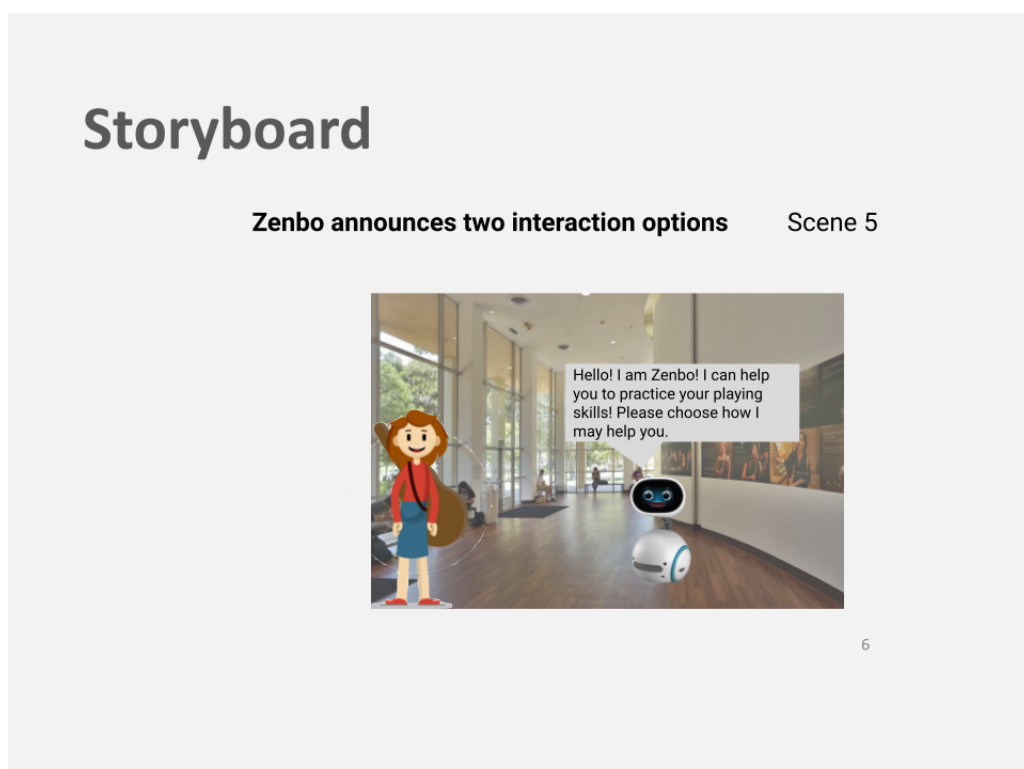 Storyboard
Zenbo announces two interaction options
Scene 5
Hello! I am Zenbo! I can help
you to practice your playing
skills! Please choose how I
may help you.
6